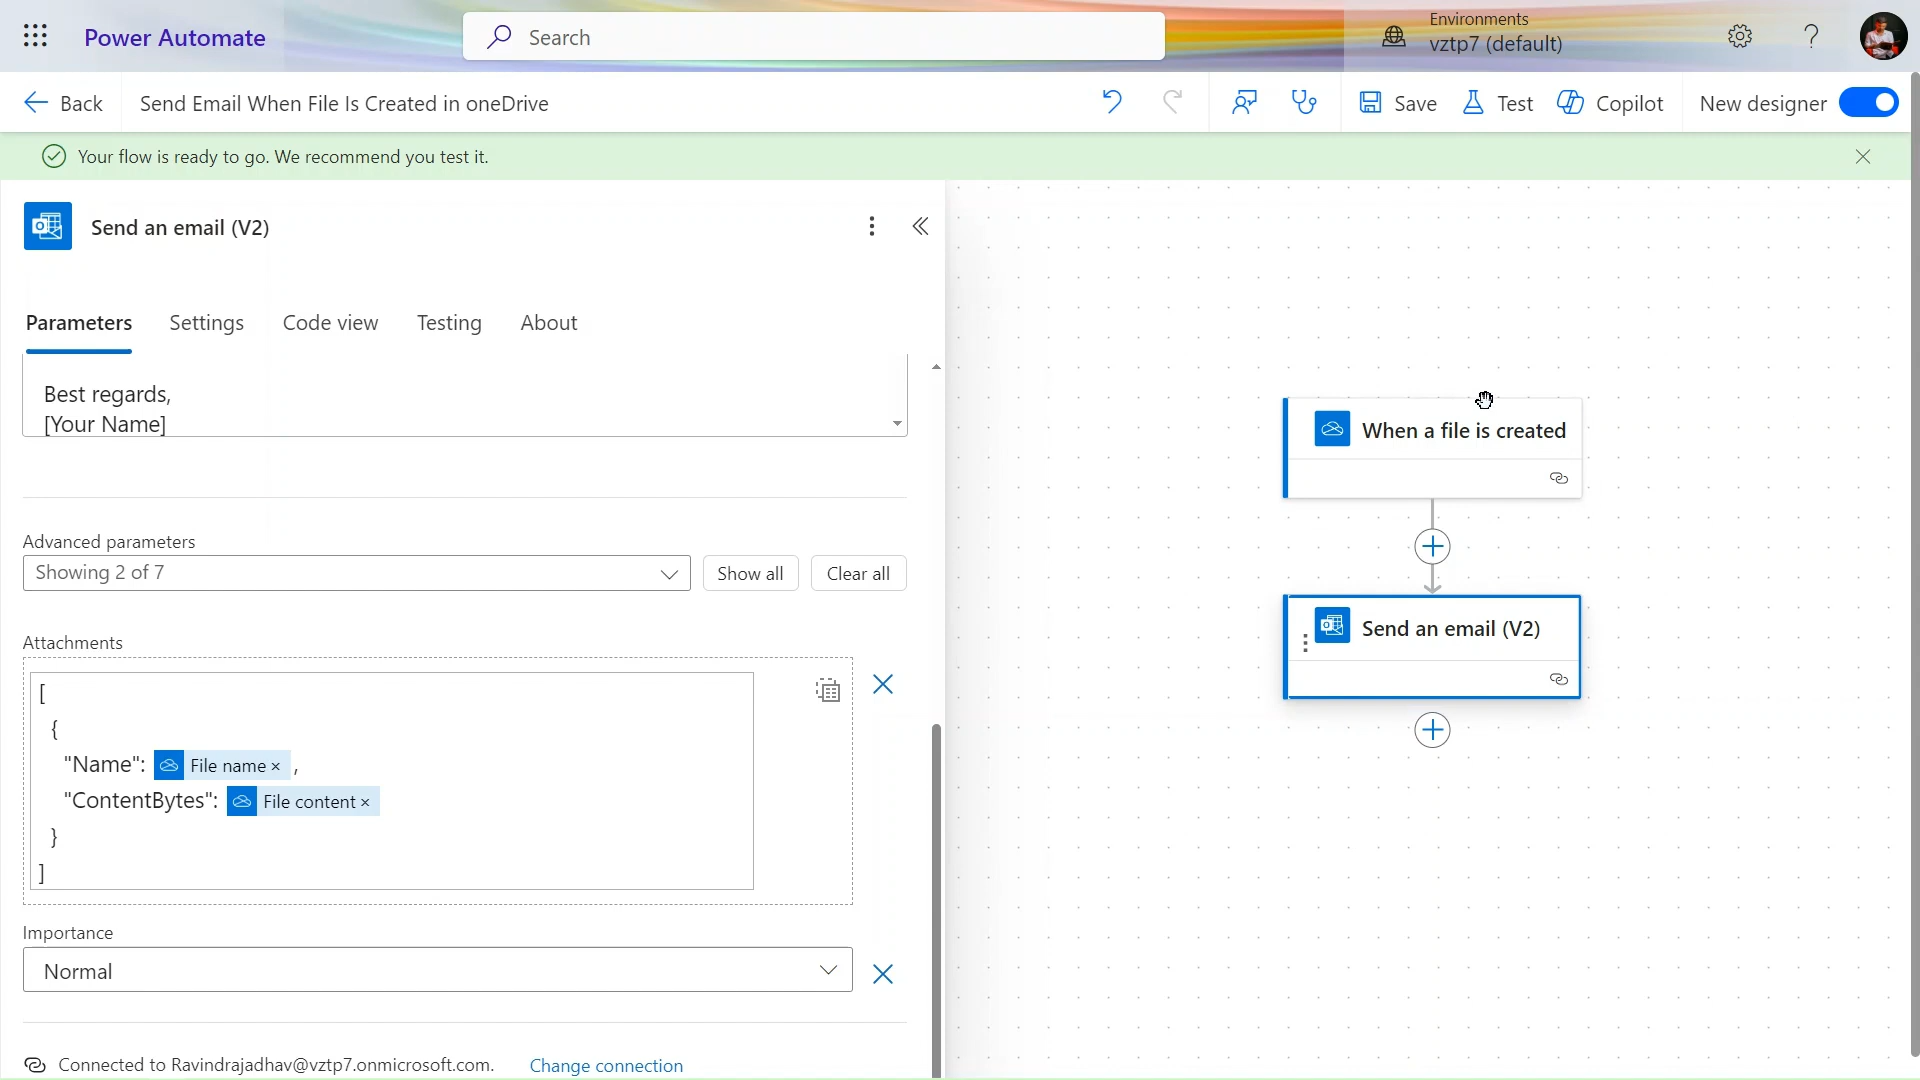 Power Automate
Search
Environments
vztp7 (default)
Back
Send Email When File Is Created in oneDrive
Save
Test
Copilot
New designer
Your flow is ready to go. We recommend you test it.
Send an email (V2)
Parameters
Settings
Code view
Testing
About
Best regards,
[Your Name]
Advanced parameters
Showing 2 of 7
Show all
Clear all
Attachments
[
{
"Name": File name × ,
"ContentBytes": File content ×
}
]
Importance
Normal
Connected to Ravindrajadhav@vztp7.onmicrosoft.com.
Change connection
When a file is created
Send an email (V2)